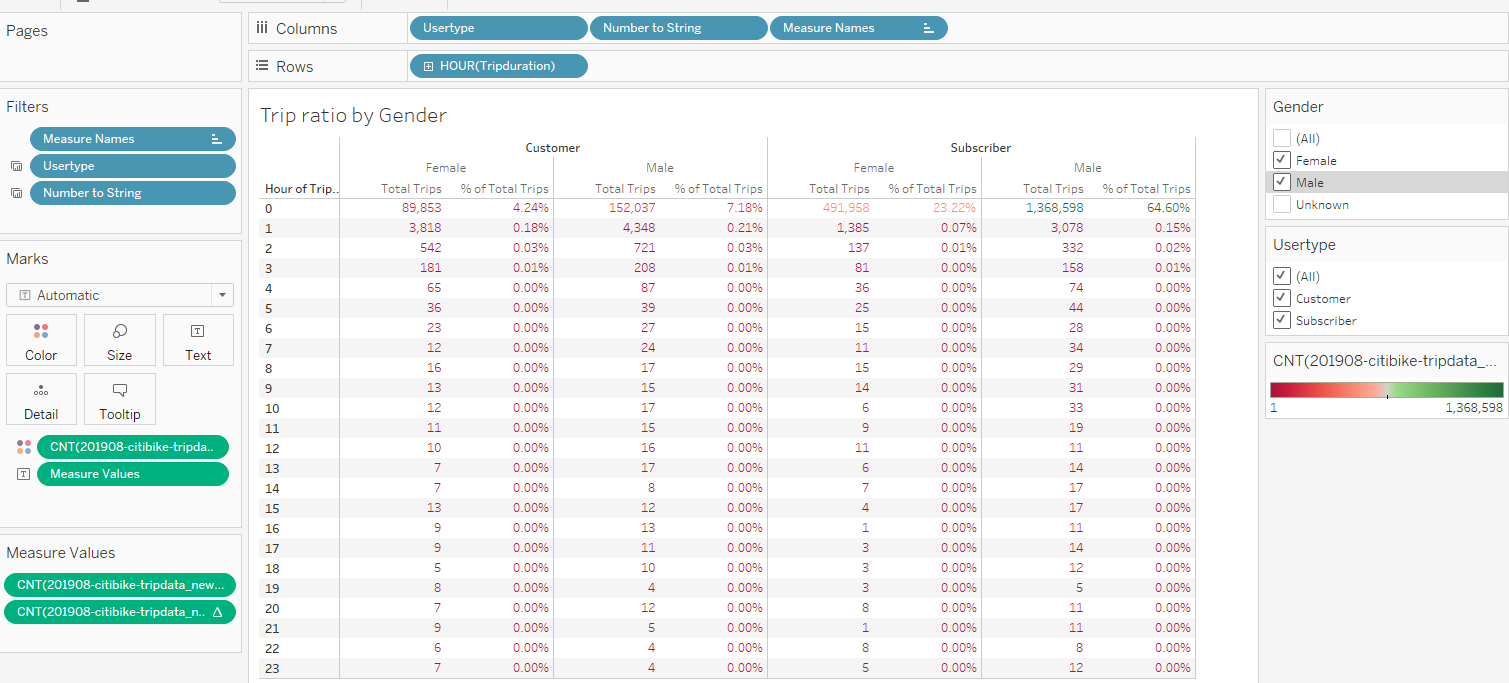 Pages
Columns Usertype Number to String Measure Names
Rows HOUR(Tripduration)
Filters
Measure Names
Usertype
Number to String
Marks
Automatic
Color Size Text
Detail Tooltip
CNT(201908-citibike-tripda..
Measure Values
Measure Values
CNT(201908-citibike-tripdata_new...
CNT(201908-citibike-tripdata_n.. Δ
Trip ratio by Gender
Customer Subscriber
Female Male Female Male
Hour of Trip.. Total Trips % of Total Trips Total Trips % of Total Trips Total Trips % of Total Trips Total Trips % of Total Trips
0 89,853 4.24% 152,037 7.18% 491,958 23.22% 1,368,598 64.60%
1 3,818 0.18% 4,348 0.21% 1,385 0.07% 3,078 0.15%
2 542 0.03% 721 0.03% 137 0.01% 332 0.02%
3 181 0.01% 208 0.01% 81 0.00% 158 0.01%
4 65 0.00% 87 0.00% 36 0.00% 74 0.00%
5 36 0.00% 39 0.00% 25 0.00% 44 0.00%
6 23 0.00% 27 0.00% 15 0.00% 28 0.00%
7 12 0.00% 24 0.00% 11 0.00% 34 0.00%
8 16 0.00% 17 0.00% 15 0.00% 29 0.00%
9 13 0.00% 15 0.00% 14 0.00% 31 0.00%
10 12 0.00% 17 0.00% 6 0.00% 33 0.00%
11 11 0.00% 15 0.00% 9 0.00% 19 0.00%
12 10 0.00% 16 0.00% 11 0.00% 11 0.00%
13 7 0.00% 17 0.00% 6 0.00% 14 0.00%
14 7 0.00% 8 0.00% 7 0.00% 17 0.00%
15 13 0.00% 12 0.00% 4 0.00% 17 0.00%
16 9 0.00% 13 0.00% 1 0.00% 11 0.00%
17 9 0.00% 11 0.00% 3 0.00% 14 0.00%
18 5 0.00% 10 0.00% 3 0.00% 12 0.00%
19 8 0.00% 4 0.00% 3 0.00% 5 0.00%
20 7 0.00% 12 0.00% 8 0.00% 11 0.00%
21 9 0.00% 5 0.00% 1 0.00% 11 0.00%
22 6 0.00% 4 0.00% 8 0.00% 8 0.00%
23 7 0.00% 4 0.00% 5 0.00% 12 0.00%
Gender
(All)
Female
Male
Unknown
Usertype
(All)
Customer
Subscriber
CNT(201908-citibike-tripdata_...
1 1,368,598